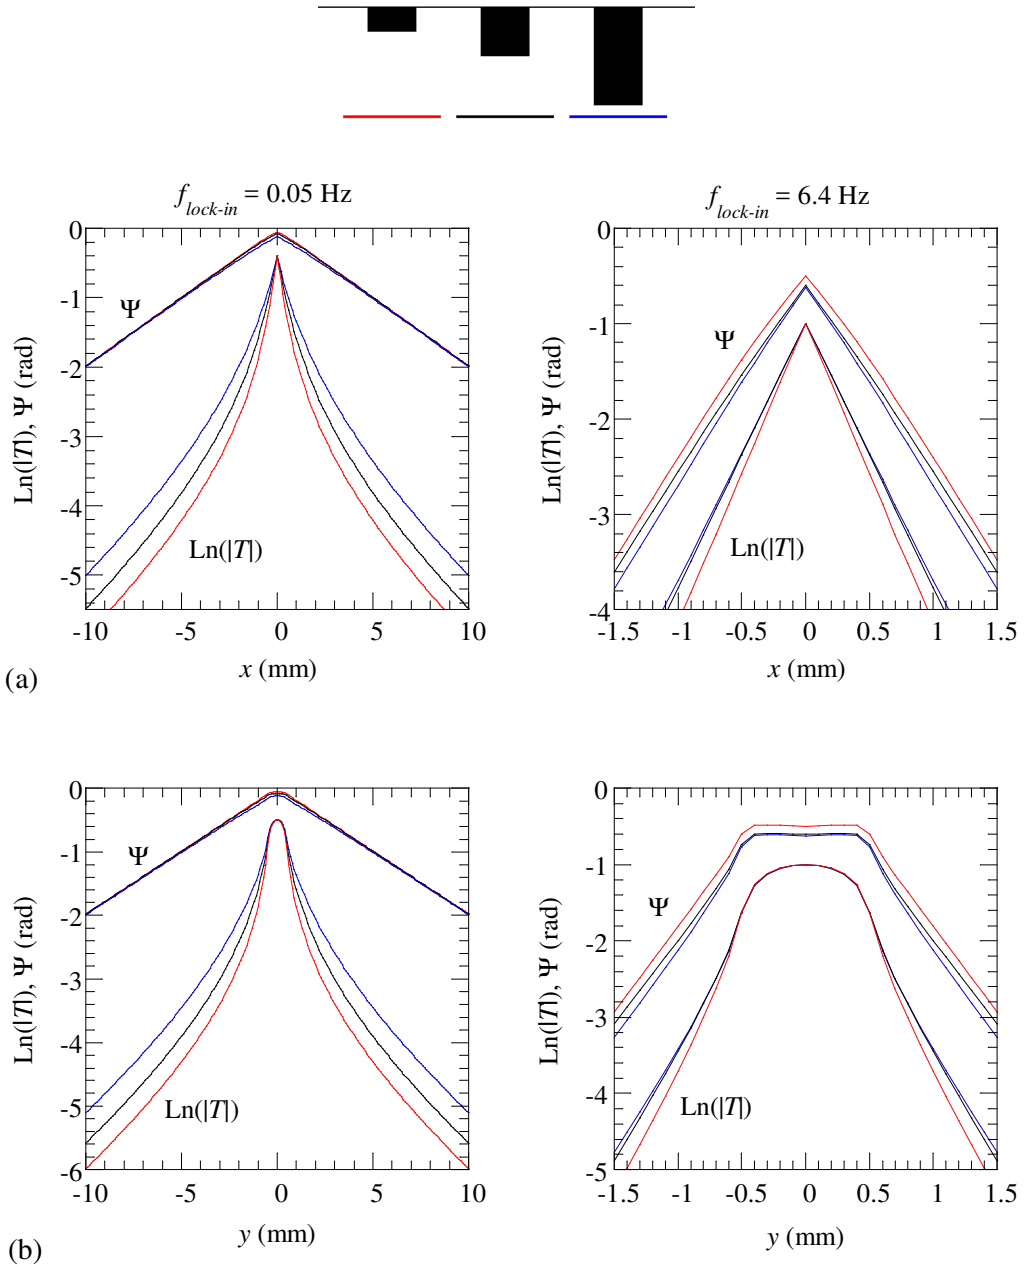 f_lock-in = 0.05 Hz
f_lock-in = 6.4 Hz
Ln(|T|), Ψ (rad)
0
-1
-2
-3
-4
-5
Ψ
Ln(|T|)
-10
-5
0
5
10
x (mm)
Ln(|T|), Ψ (rad)
0
-1
-2
-3
-4
Ψ
Ln(|T|)
-1.5
-1
-0.5
0
0.5
1
1.5
x (mm)
(a)
Ln(|T|), Ψ (rad)
0
-1
-2
-3
-4
-5
-6
Ψ
Ln(|T|)
-10
-5
0
5
10
y (mm)
Ln(|T|), Ψ (rad)
0
-1
-2
-3
-4
-5
Ψ
Ln(|T|)
-1.5
-1
-0.5
0
0.5
1
1.5
y (mm)
(b)